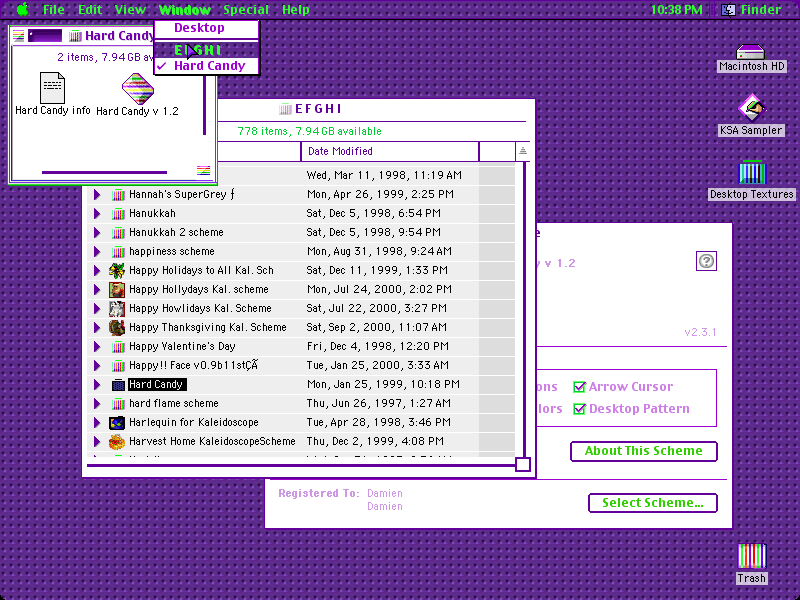 File Edit View Window Special Help 10:38 PM Finder
Desktop
EFGHI
Hard Candy
Hard Candy
2 items, 7.94 GB av
Hard Candy info
Hard Candy v 1.2
Macintosh HD
KSA Sampler
Desktop Textures
Trash
EFGHI
778 items, 7.94 GB available
Date Modified
Wed, Mar 11, 1998, 11:19 AM
Hannah's SuperGrey ƒ Mon, Apr 26, 1999, 2:25 PM
Hanukkah Sat, Dec 5, 1998, 6:54 PM
Hanukkah 2 scheme Sat, Dec 5, 1998, 9:54 PM
happiness scheme Mon, Aug 31, 1998, 9:24 AM
Happy Holidays to All Kal. Sch Sat, Dec 11, 1999, 1:33 PM
Happy Hollydays Kal. scheme Mon, Jul 24, 2000, 2:02 PM
Happy Howlidays Kal. Scheme Sat, Jul 22, 2000, 3:27 PM
Happy Thanksgiving Kal. Scheme Sat, Sep 2, 2000, 11:07 AM
Happy Valentine's Day Fri, Dec 4, 1998, 12:20 PM
Happy!! Face v0.9b11stÇÃ Tue, Jan 25, 2000, 3:33 AM
Hard Candy Mon, Jan 25, 1999, 10:18 PM
hard flame scheme Thu, Jun 26, 1997, 1:27 AM
Harlequin for Kaleidoscope Tue, Apr 28, 1998, 3:46 PM
Harvest Home KaleidoscopeScheme Thu, Dec 2, 1999, 4:08 PM
e
y v 1.2
v2.3.1
ons Arrow Cursor
lors Desktop Pattern
About This Scheme
Registered To: Damien
Damien
Select Scheme...